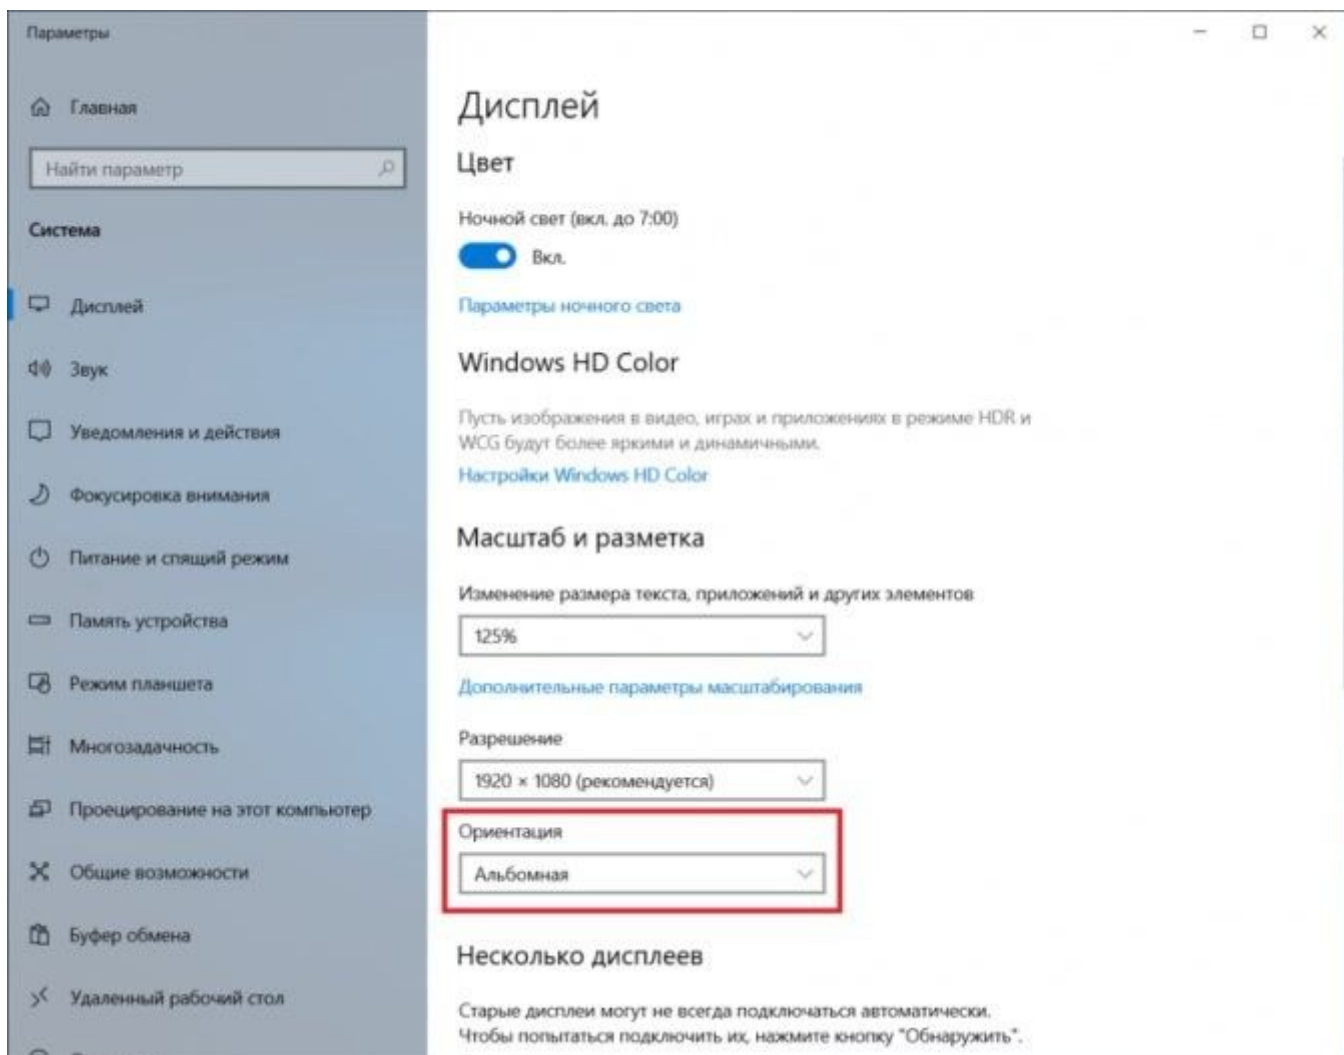 Параметры
Главная
Найти параметр
Система
Дисплей
Звук
Уведомления и действия
Фокусировка внимания
Питание и спящий режим
Память устройства
Режим планшета
Многозадачность
Проецирование на этот компьютер
Общие возможности
Буфер обмена
Удаленный рабочий стол
Дисплей
Цвет
Ночной свет (вкл. до 7:00)
Вкл.
Параметры ночного света
Windows HD Color
Пусть изображения в видео, играх и приложениях в режиме HDR и
WCG будут более яркими и динамичными.
Настройки Windows HD Color
Масштаб и разметка
Изменение размера текста, приложений и других элементов
125%
Дополнительные параметры масштабирования
Разрешение
1920 × 1080 (рекомендуется)
Ориентация
Альбомная
Несколько дисплеев
Старые дисплеи могут не всегда подключаться автоматически.
Чтобы попытаться подключить их, нажмите кнопку "Обнаружить".